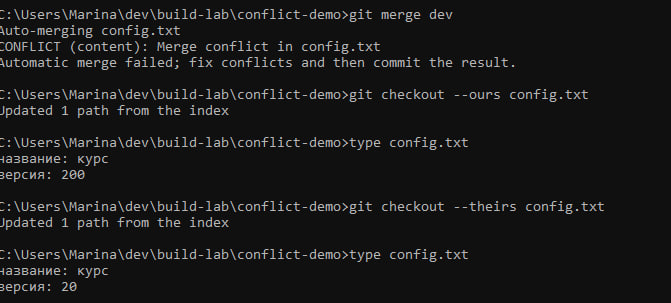 C:\Users\Marina\dev\build-lab\conflict-demo>git merge dev
Auto-merging config.txt
CONFLICT (content): Merge conflict in config.txt
Automatic merge failed; fix conflicts and then commit the result.
C:\Users\Marina\dev\build-lab\conflict-demo>git checkout --ours config.txt
Updated 1 path from the index
C:\Users\Marina\dev\build-lab\conflict-demo>type config.txt
название: курс
версия: 200
C:\Users\Marina\dev\build-lab\conflict-demo>git checkout --theirs config.txt
Updated 1 path from the index
C:\Users\Marina\dev\build-lab\conflict-demo>type config.txt
название: курс
версия: 20